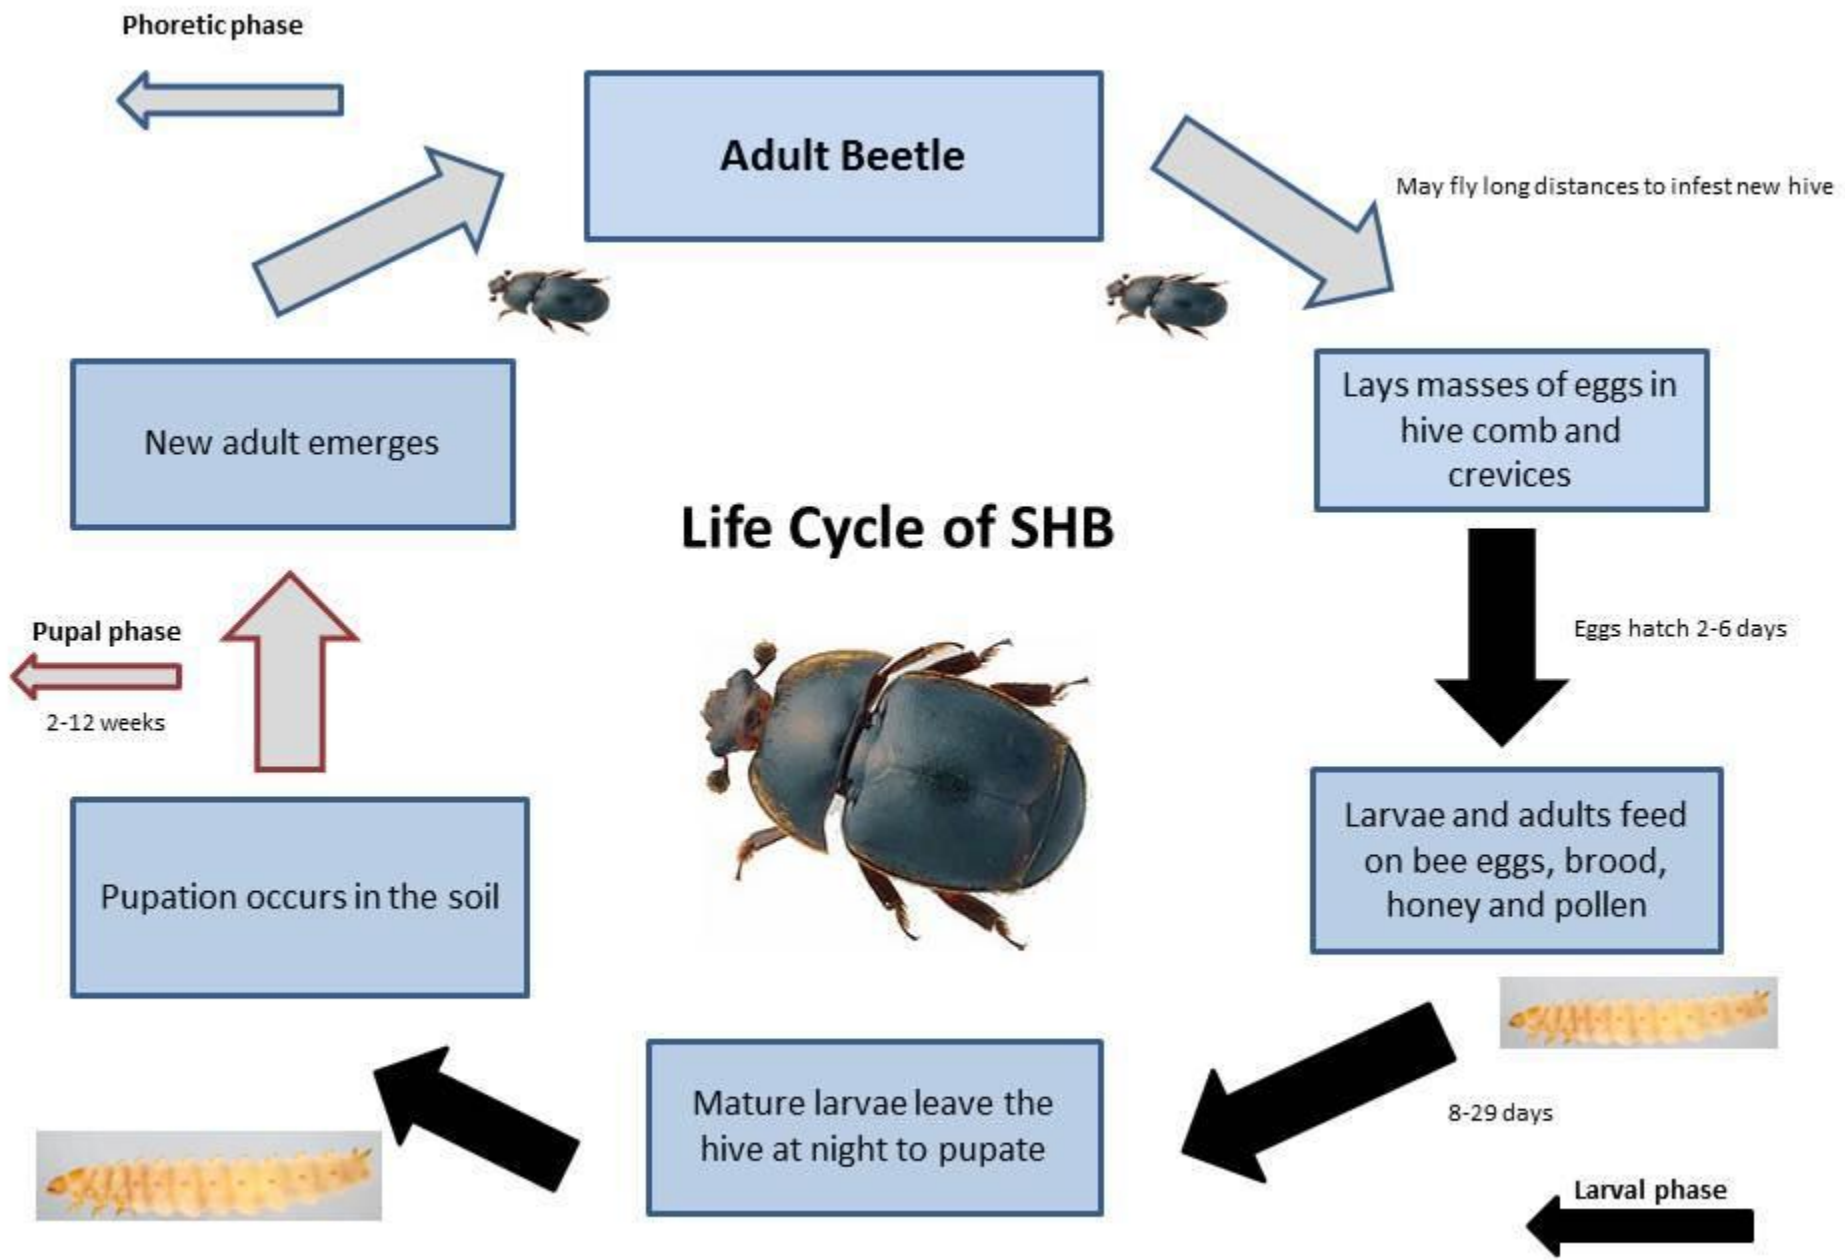 Phoretic phase
Adult Beetle
May fly long distances to infest new hive
Lays masses of eggs in
hive comb and
crevices
New adult emerges
Life Cycle of SHB
Eggs hatch 2-6 days
Pupal phase
2-12 weeks
Larvae and adults feed
on bee eggs, brood,
honey and pollen
Pupation occurs in the soil
Mature larvae leave the
hive at night to pupate
8-29 days
Larval phase